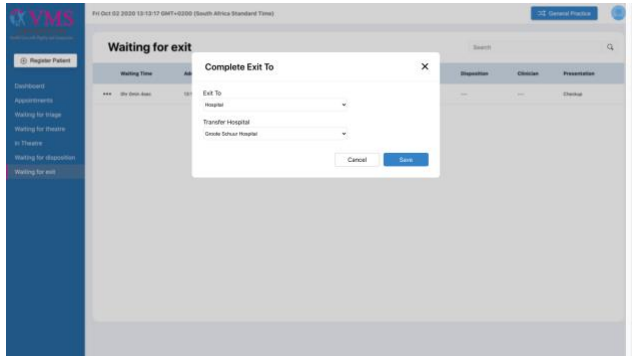 VMS
Fri Oct 02 2020 13:13:17 GMT+0200 (South Africa Standard Time)
General Practice
Register Patient
Waiting for exit
Search
Dashboard
Appointments
Waiting for triage
Waiting for theatre
In Theatre
Waiting for disposition
Waiting for exit
Waiting Time
Disposition
Clinician
Presentation
Checkup
Complete Exit To
Exit To
Hospital
Transfer Hospital
Groote Schuur Hospital
Cancel
Save